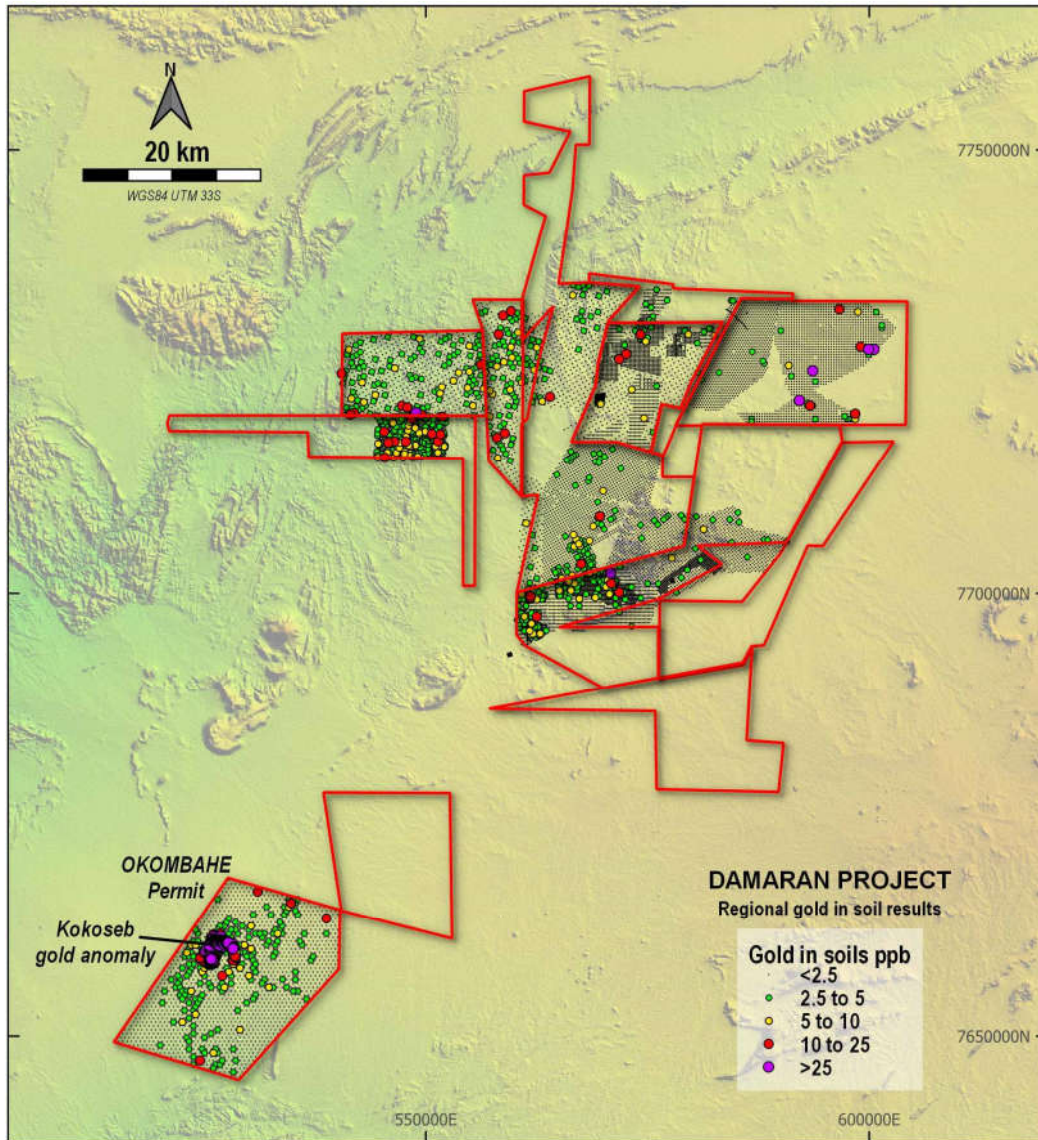 N
20 km
WGS84 UTM 33S
7750000N
7700000N
OKOMBAHE
Permit
Kokoseb
gold anomaly
DAMARAN PROJECT
Regional gold in soil results
Gold in soils ppb
<2.5
2.5 to 5
5 to 10
10 to 25
>25
7650000N
550000E
600000E